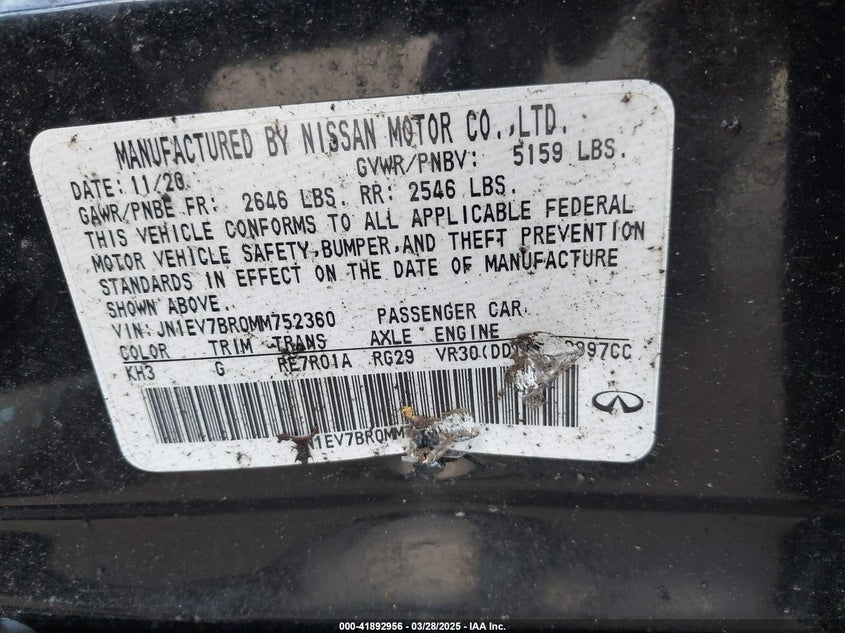 MANUFACTURED BY NISSAN MOTOR CO.,LTD.
DATE: 11/20 GVWR/PNBV: 5159 LBS.
GAWR/PNBE FR: 2646 LBS. RR: 2546 LBS.
THIS VEHICLE CONFORMS TO ALL APPLICABLE FEDERAL
MOTOR VEHICLE SAFETY,BUMPER,AND THEFT PREVENTION
STANDARDS IN EFFECT ON THE DATE OF MANUFACTURE
SHOWN ABOVE.
VIN: JN1EV7BR0MM752360 PASSENGER CAR
COLOR TRIM TRANS AXLE ENGINE
KH3 G RE7R01A RG29
000-41892956 | 03/28/2025 - IAA Inc.